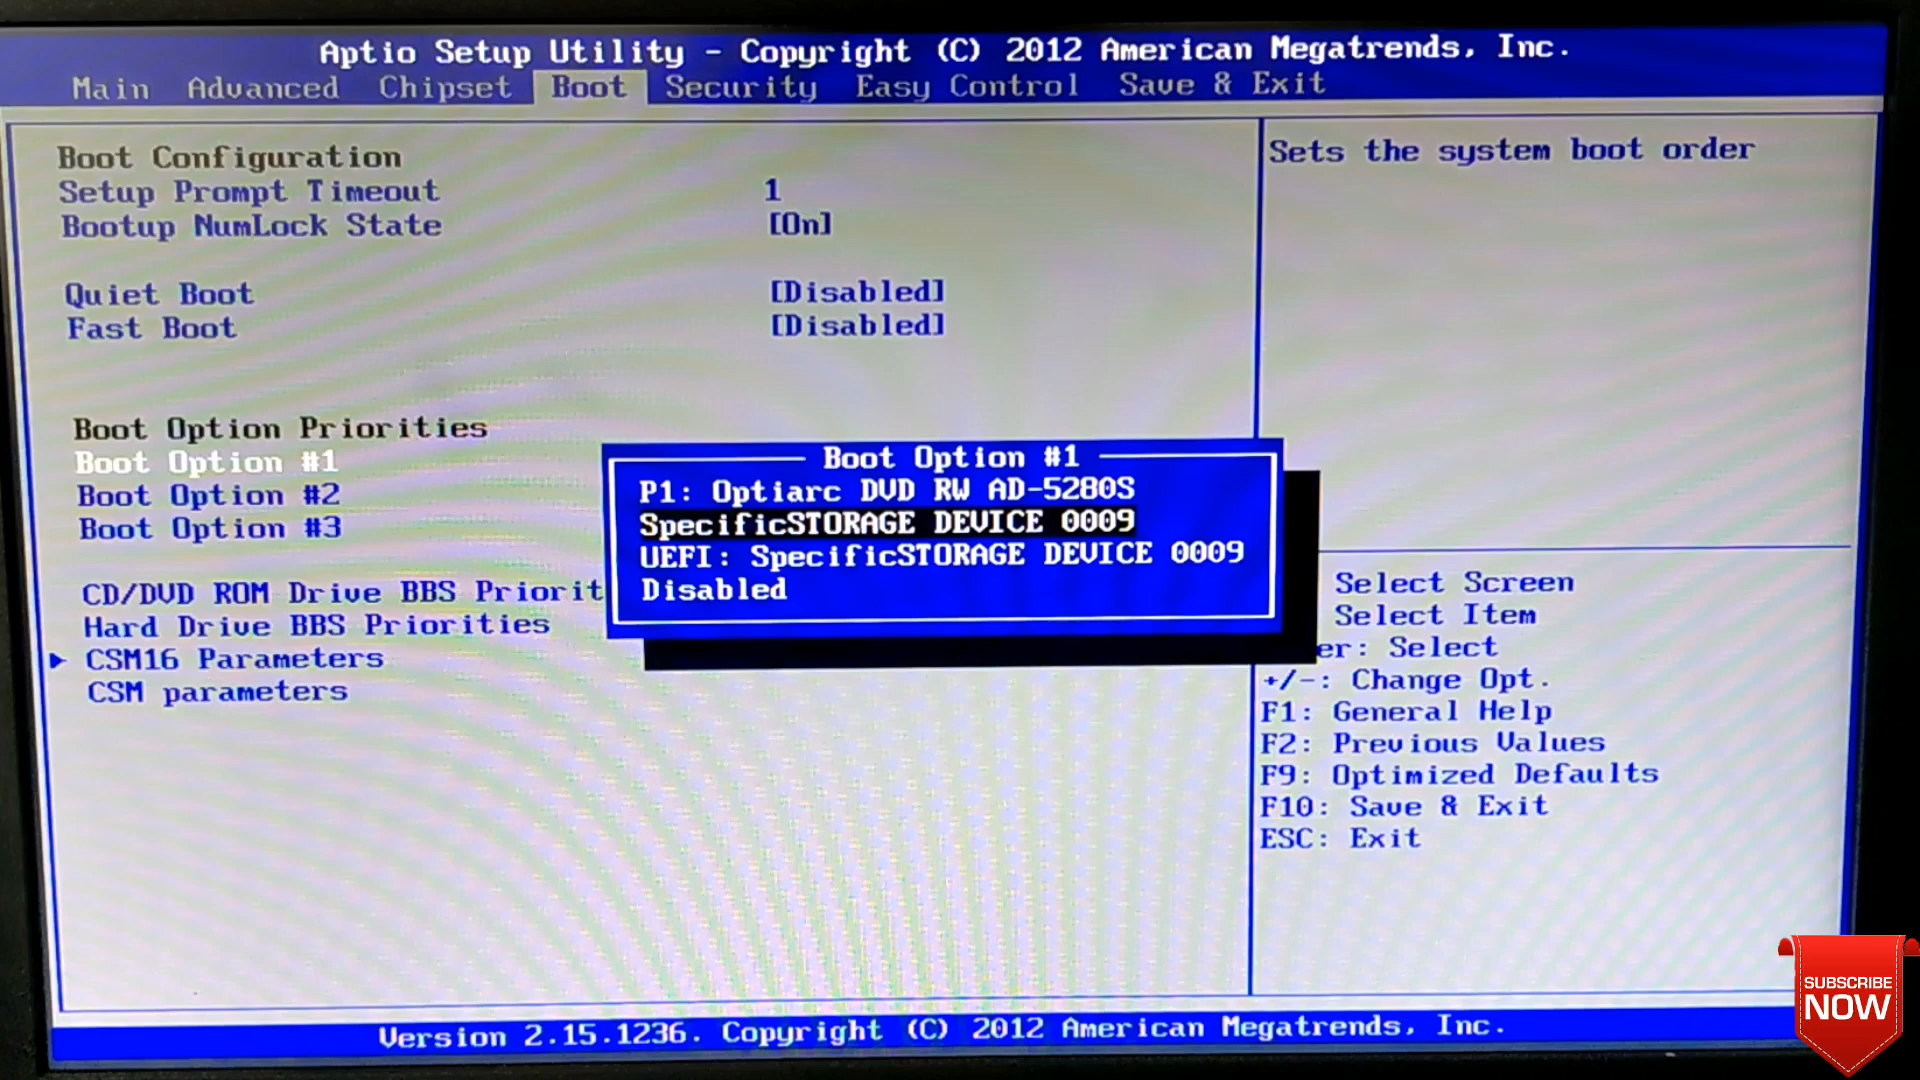 Aptio Setup Utility - Copyright (C) 2012 American Megatrends, Inc.
Main Advanced Chipset Boot Security Easy Control Save & Exit
Boot Configuration
Setup Prompt Timeout 1
Bootup NumLock State [On]
Quiet Boot [Disabled]
Fast Boot [Disabled]
Boot Option Priorities
Boot Option #1
Boot Option #2
Boot Option #3
CD/DVD ROM Drive BBS Priorit
Hard Drive BBS Priorities
CSM16 Parameters
CSM parameters
Boot Option #1
P1: Optiarc DVD RW AD-5280S
SpecificSTORAGE DEVICE 0009
UEFI: SpecificSTORAGE DEVICE 0009
Disabled
Sets the system boot order
Select Screen
Select Item
er: Select
+/-: Change Opt.
F1: General Help
F2: Previous Values
F9: Optimized Defaults
F10: Save & Exit
ESC: Exit
Version 2.15.1236. Copyright (C) 2012 American Megatrends, Inc.
SUBSCRIBE
NOW